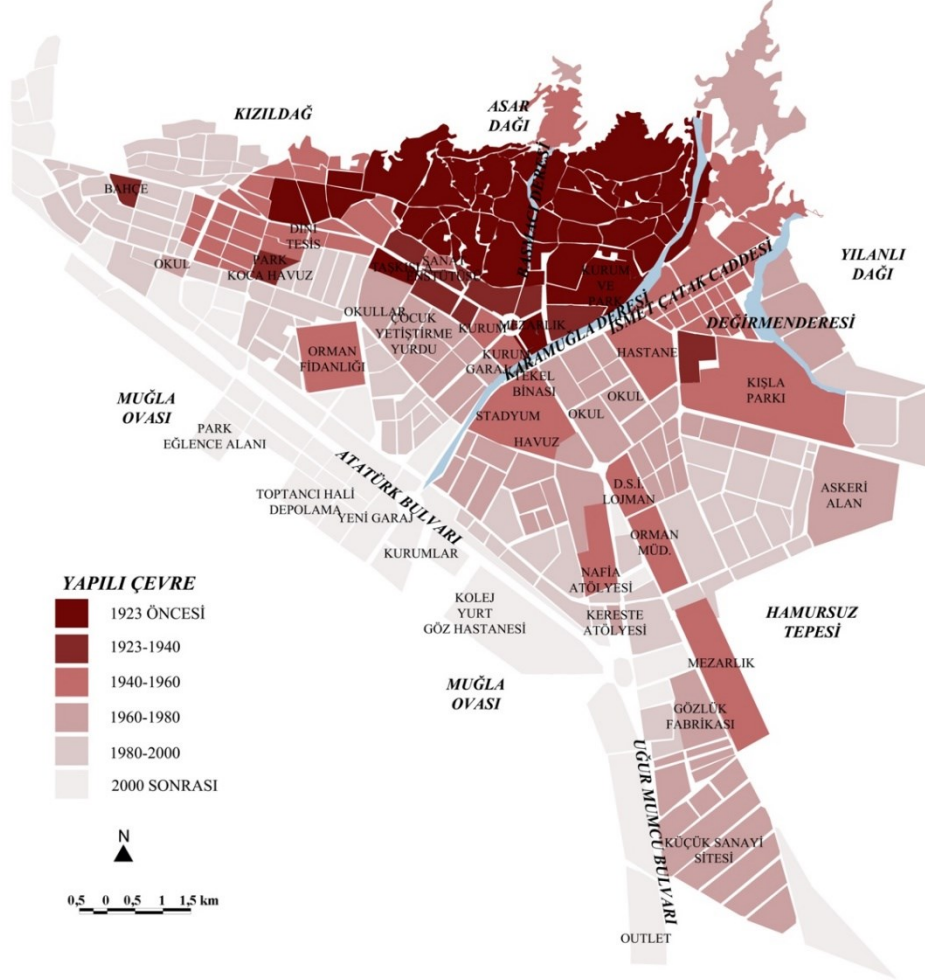 KIZILDAĞ
ASAR
DAĞI
BAHÇE
BASMACI DERESİ
DİNİ
TESİS
OKUL
PARK
KOCA HAVUZ
TAŞKIŞLA
SANAT
ENSTİTÜSÜ
KURUM
VE
PARK
YILANLI
DAĞI
İSMET ÇATAK CADDESİ
DEĞİRMENDERESİ
KARAMUĞLA DERESİ
OKULLAR
ÇOCUK
YETİŞTİRME
YURDU
KURUM
MEZARLIK
KURUM
GARAJ
TEKEL
BİNASI
HASTANE
ORMAN
FİDANLIĞI
KIŞLA
PARKI
OKUL
OKUL
STADYUM
HAVUZ
MUĞLA
OVASI
PARK
EĞLENCE ALANI
ATATÜRK BULVARI
TOPTANCI HALİ
DEPOLAMA
YENİ GARAJ
KURUMLAR
D.S.İ.
LOJMAN
ASKERİ
ALAN
ORMAN
MÜD.
NAFİA
ATÖLYESİ
KERESTE
ATÖLYESİ
KOLEJ
YURT
GÖZ HASTANESİ
HAMURSUZ
TEPESİ
MUĞLA
OVASI
MEZARLIK
GÖZLÜK
FABRİKASI
UĞUR MUMCU BULVARI
KÜÇÜK SANAYİ
SİTESİ
OUTLET
YAPILI ÇEVRE
1923 ÖNCESİ
1923-1940
1940-1960
1960-1980
1980-2000
2000 SONRASI
N
0,5 0 0,5 1 1,5 km